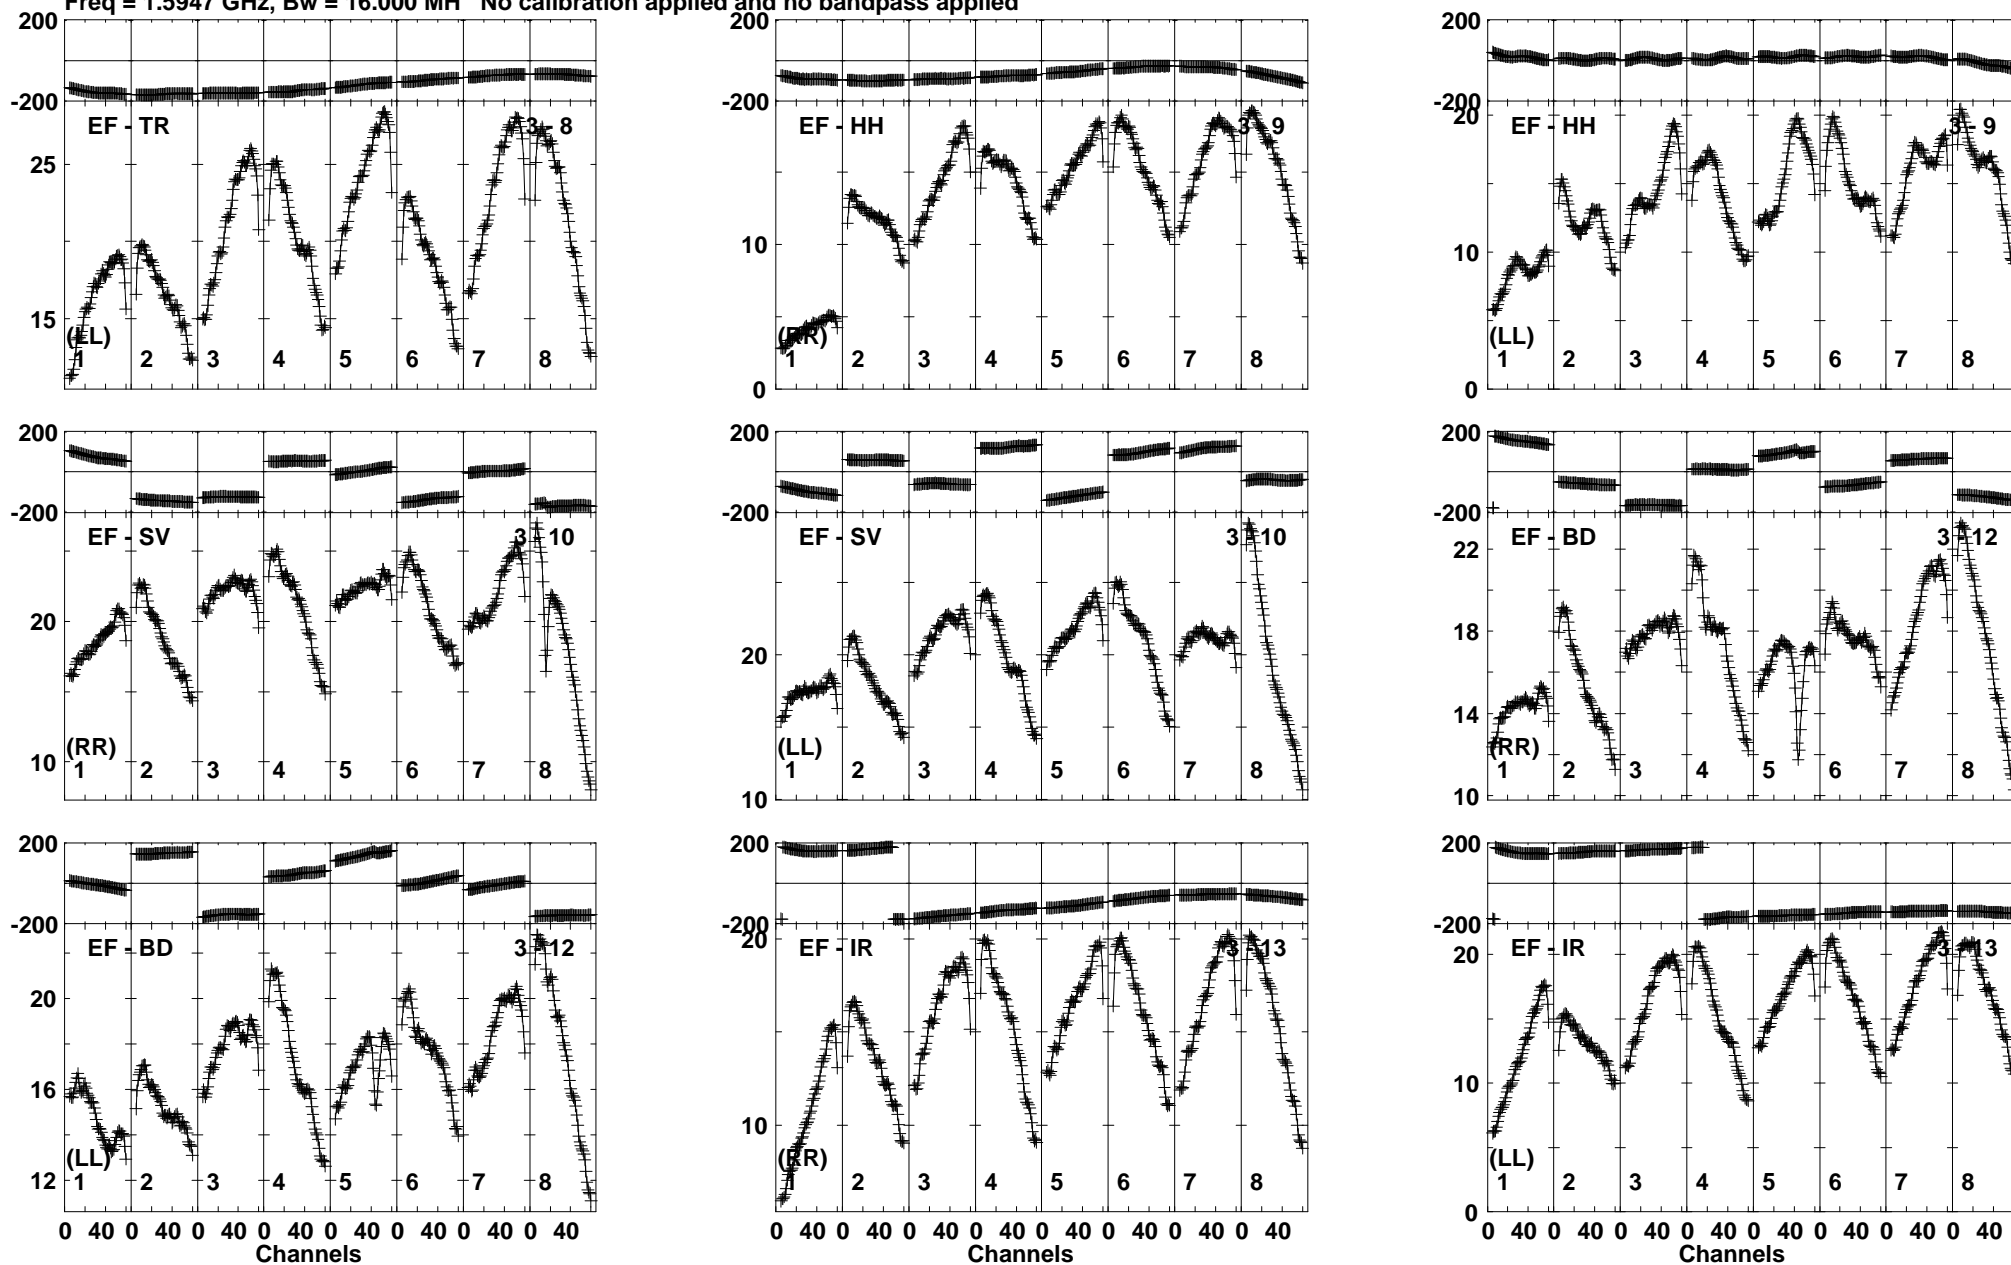 Freq = 1.5947 GHz, Bw = 16.000 MH No calibration applied and no bandpass applied
200
-200
EF - TR
3 - 8
25
15
(LL)
1 2 3 4 5 6 7 8
200
-200
EF - HH
3 - 9
10
0
(RR)
1 2 3 4 5 6 7 8
200
-200
20
EF - HH
3 - 9
10
0
(LL)
1 2 3 4 5 6 7 8
200
-200
EF - SV
3 - 10
20
10
(RR)
1 2 3 4 5 6 7 8
200
-200
EF - SV
3 - 10
20
10
(LL)
1 2 3 4 5 6 7 8
200
-200
EF - BD
3 - 12
22
18
14
10
(RR)
1 2 3 4 5 6 7 8
200
-200
EF - BD
3 - 12
20
16
12
(LL)
1 2 3 4 5 6 7 8
0 40 0 40 0 40 0 40 0 40 0 40 0 40 0 40
Channels
200
-200
20
EF - IR
3 - 13
10
(RR)
1 2 3 4 5 6 7 8
0 40 0 40 0 40 0 40 0 40 0 40 0 40 0 40
200
-200
EF - IR
3 - 13
20
10
0
(LL)
1 2 3 4 5 6 7 8
0 40 0 40 0 40 0 40 0 40 0 40 0 40 0 40
Channels